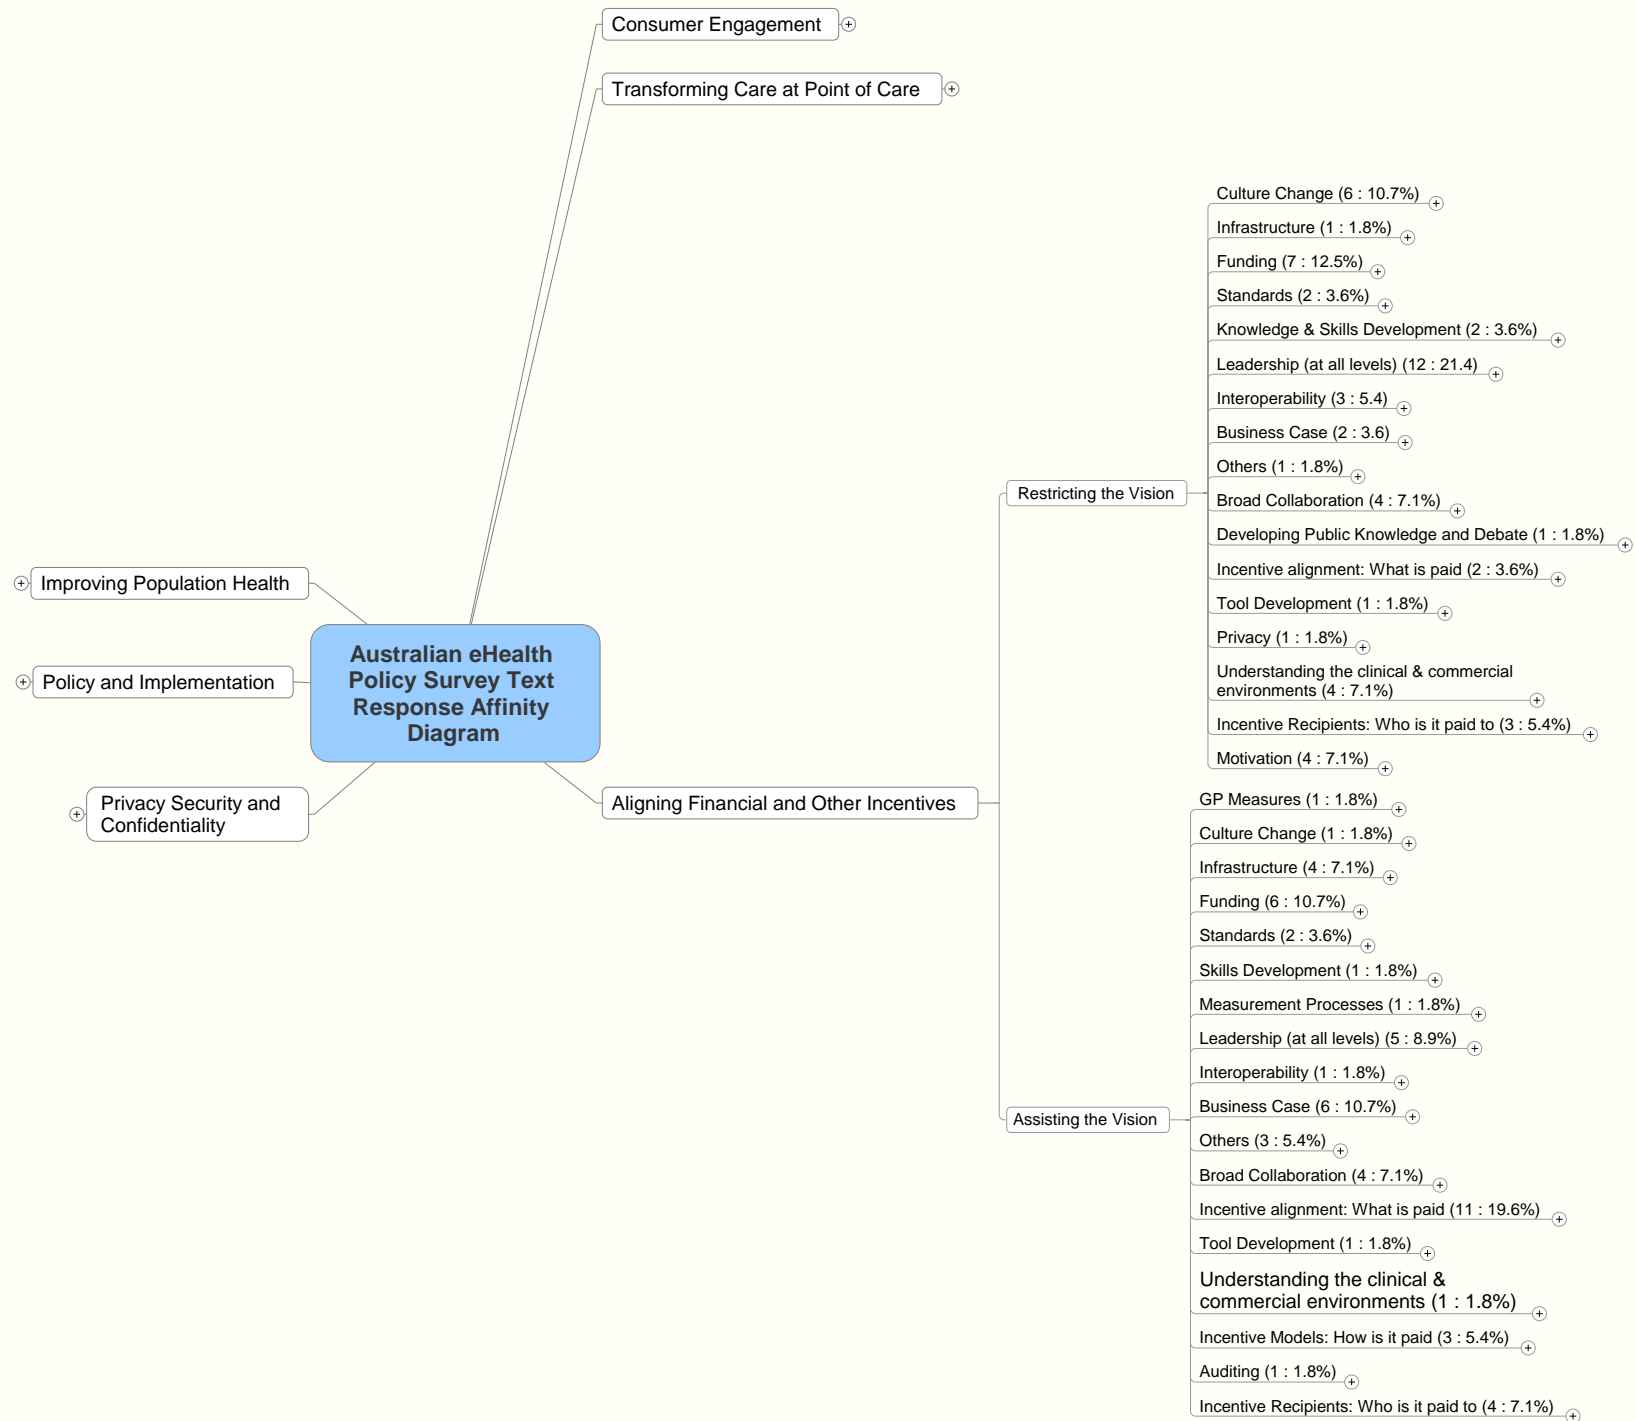 Consumer Engagement
Transforming Care at Point of Care
Culture Change (6 : 10.7%)
Infrastructure (1 : 1.8%)
Funding (7 : 12.5%)
Standards (2 : 3.6%)
Knowledge & Skills Development (2 : 3.6%)
Leadership (at all levels) (12 : 21.4)
Interoperability (3 : 5.4)
Business Case (2 : 3.6)
Others (1 : 1.8%)
Restricting the Vision
Broad Collaboration (4 : 7.1%)
Developing Public Knowledge and Debate (1 : 1.8%)
Incentive alignment: What is paid (2 : 3.6%)
Tool Development (1 : 1.8%)
Privacy (1 : 1.8%)
Understanding the clinical & commercial
environments (4 : 7.1%)
Incentive Recipients: Who is it paid to (3 : 5.4%)
Motivation (4 : 7.1%)
Improving Population Health
Policy and Implementation
Privacy Security and
Confidentiality
Australian eHealth
Policy Survey Text
Response Affinity
Diagram
Aligning Financial and Other Incentives
GP Measures (1 : 1.8%)
Culture Change (1 : 1.8%)
Infrastructure (4 : 7.1%)
Funding (6 : 10.7%)
Standards (2 : 3.6%)
Skills Development (1 : 1.8%)
Measurement Processes (1 : 1.8%)
Leadership (at all levels) (5 : 8.9%)
Interoperability (1 : 1.8%)
Business Case (6 : 10.7%)
Assisting the Vision
Others (3 : 5.4%)
Broad Collaboration (4 : 7.1%)
Incentive alignment: What is paid (11 : 19.6%)
Tool Development (1 : 1.8%)
Understanding the clinical &
commercial environments (1 : 1.8%)
Incentive Models: How is it paid (3 : 5.4%)
Auditing (1 : 1.8%)
Incentive Recipients: Who is it paid to (4 : 7.1%)